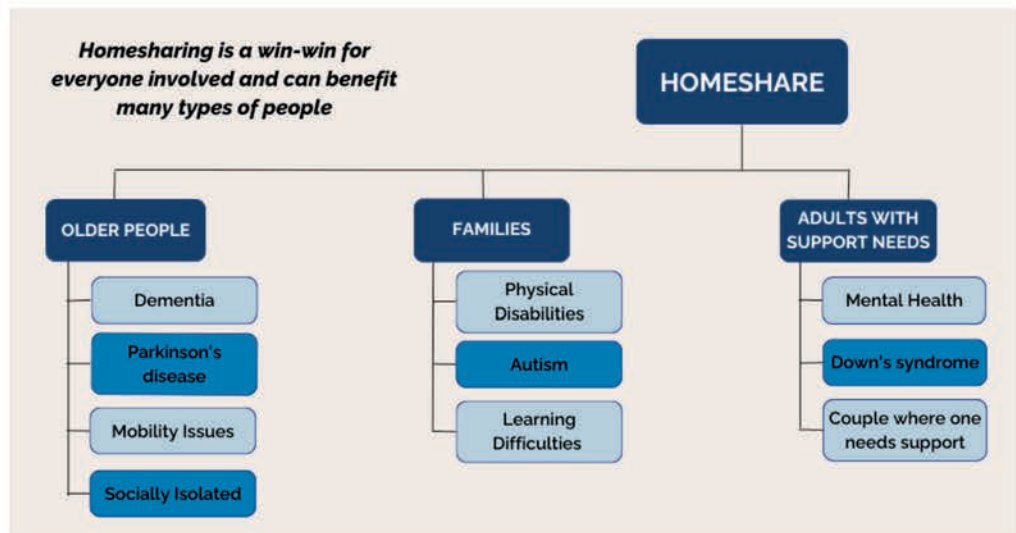 Homesharing is a win-win for
everyone involved and can benefit
many types of people
HOMESHARE
OLDER PEOPLE
Dementia
Parkinson's
disease
Mobility Issues
Socially Isolated
FAMILIES
Physical
Disabilities
Autism
Learning
Difficulties
ADULTS WITH
SUPPORT NEEDS
Mental Health
Down's syndrome
Couple where one
needs support